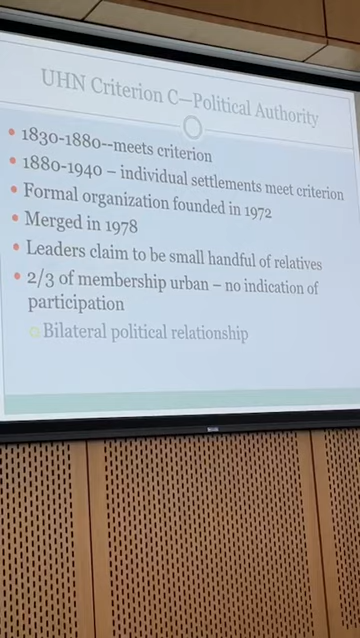 UHN Criterion C—Political Authority
• 1830-1880--meets criterion
• 1880-1940 – individual settlements meet criterion
• Formal organization founded in 1972
• Merged in 1978
• Leaders claim to be small handful of relatives
• 2/3 of membership urban – no indication of
participation
○ Bilateral political relationship